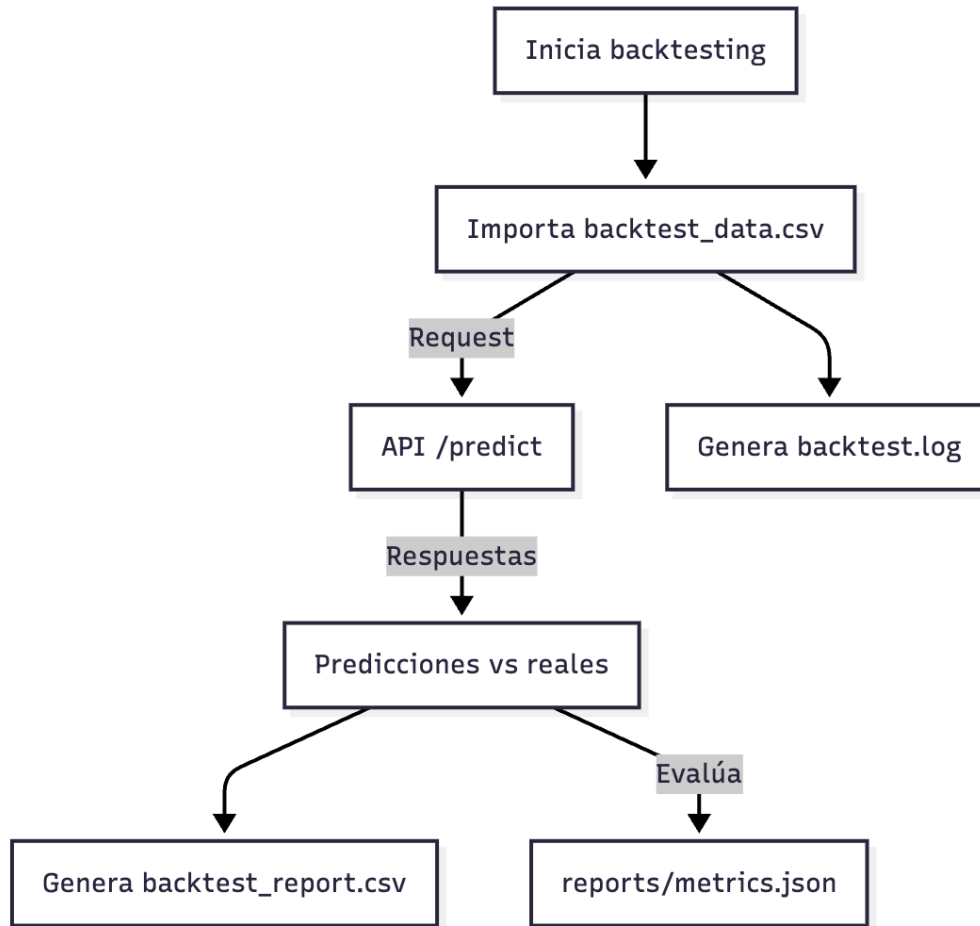 Inicia backtesting
Importa backtest_data.csv
Request
API /predict
Genera backtest.log
Respuestas
Predicciones vs reales
Evalúa
Genera backtest_report.csv
reports/metrics.json